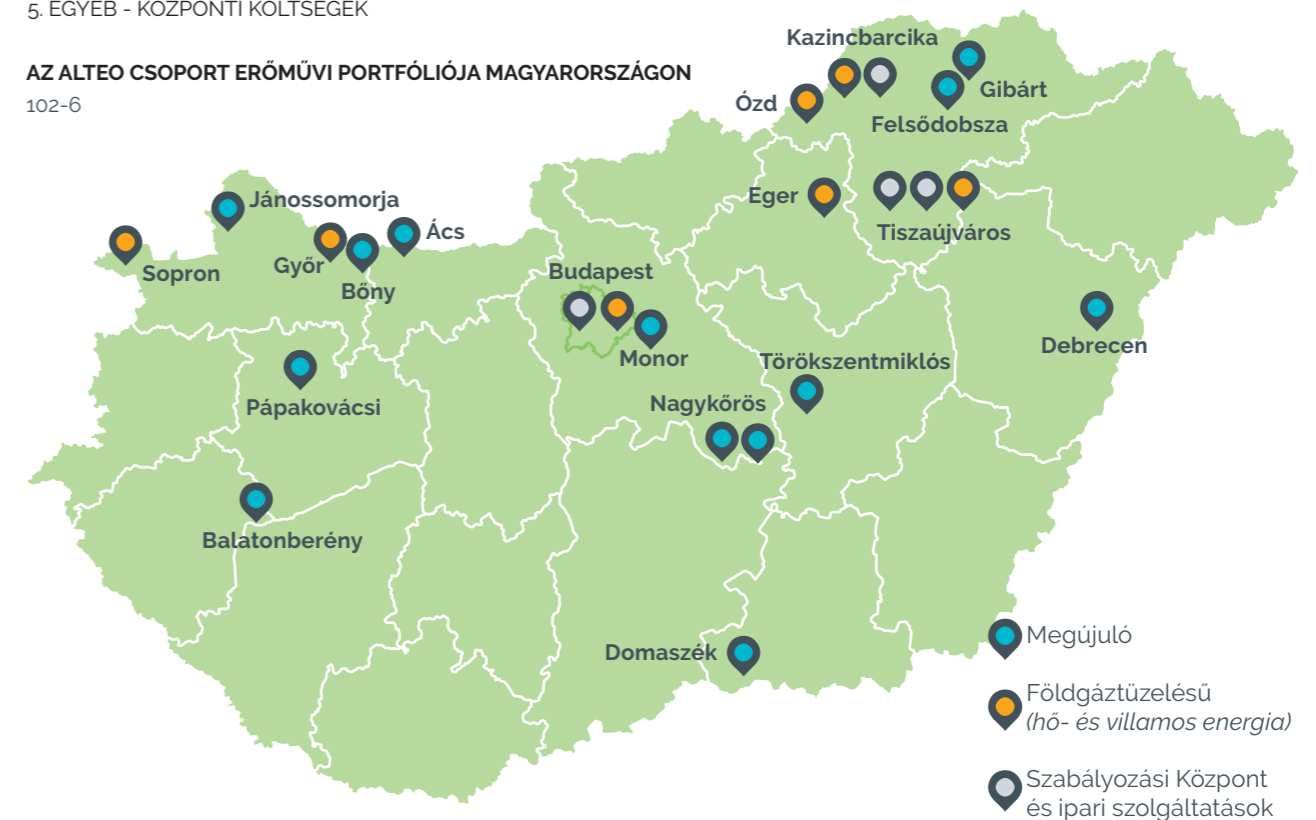 5. EGYÉB - KÖZPONTI KÖLTSÉGEK
AZ ALTEO CSOPORT ERŐMŰVI PORTFÓLIÓJA MAGYARORSZÁGON
102-6
Kazincbarcika
Gibárt
Ózd
Felsődobsza
Eger
Jánossomorja
Ács
Tiszaújváros
Sopron
Győr
Budapest
Bőny
Debrecen
Monor
Törökszentmiklós
Pápakovácsi
Nagykőrös
Balatonberény
Domaszék
Megújuló
Földgáztüzelésű
(hő- és villamos energia)
Szabályozási Központ
és ipari szolgáltatások